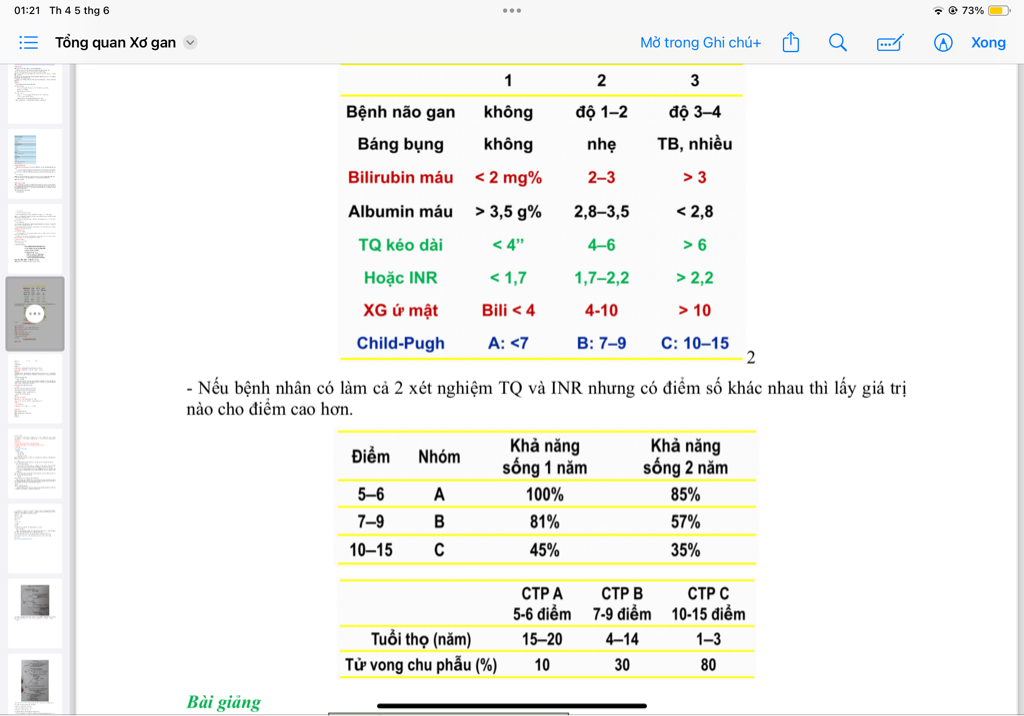 01:21 Th 4 5 thg 6
73%
Tổng quan Xơ gan
Mở trong Ghi chú+
Xong
1 2 3
Bệnh não gan không độ 1–2 độ 3–4
Báng bụng không nhẹ TB, nhiều
Bilirubin máu < 2 mg% 2–3 > 3
Albumin máu > 3,5 g% 2,8–3,5 < 2,8
TQ kéo dài < 4” 4–6 > 6
Hoặc INR < 1,7 1,7–2,2 > 2,2
XG ứ mật Bili < 4 4-10 > 10
Child-Pugh A: <7 B: 7–9 C: 10–15
2
- Nếu bệnh nhân có làm cả 2 xét nghiệm TQ và INR nhưng có điểm số khác nhau thì lấy giá trị
nào cho điểm cao hơn.
Điểm Nhóm Khả năng sống 1 năm Khả năng sống 2 năm
5–6 A 100% 85%
7–9 B 81% 57%
10–15 C 45% 35%
CTP A CTP B CTP C
5-6 điểm 7-9 điểm 10-15 điểm
Tuổi thọ (năm) 15–20 4–14 1–3
Tử vong chu phẫu (%) 10 30 80
Bài giảng